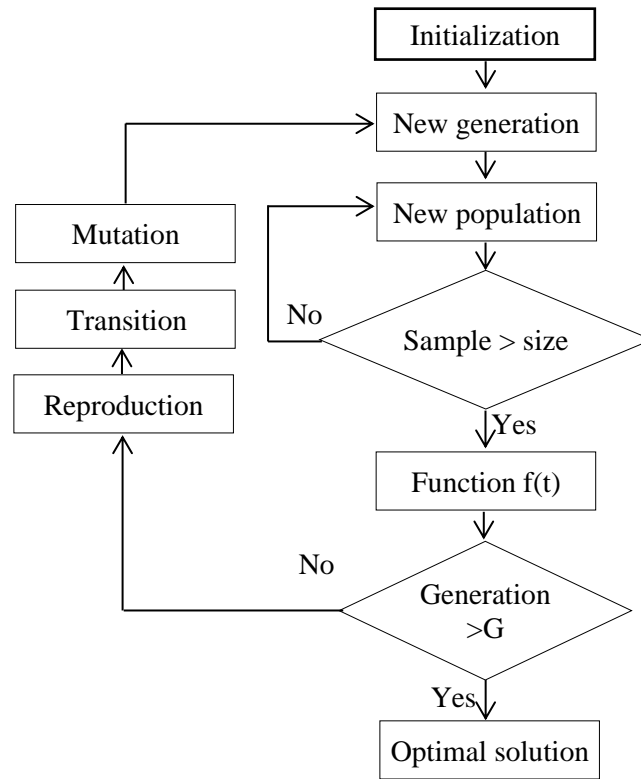 Initialization
New generation
New population
Mutation
Transition
Reproduction
No
Sample > size
Yes
Function f(t)
No
Generation
>G
Yes
Optimal solution